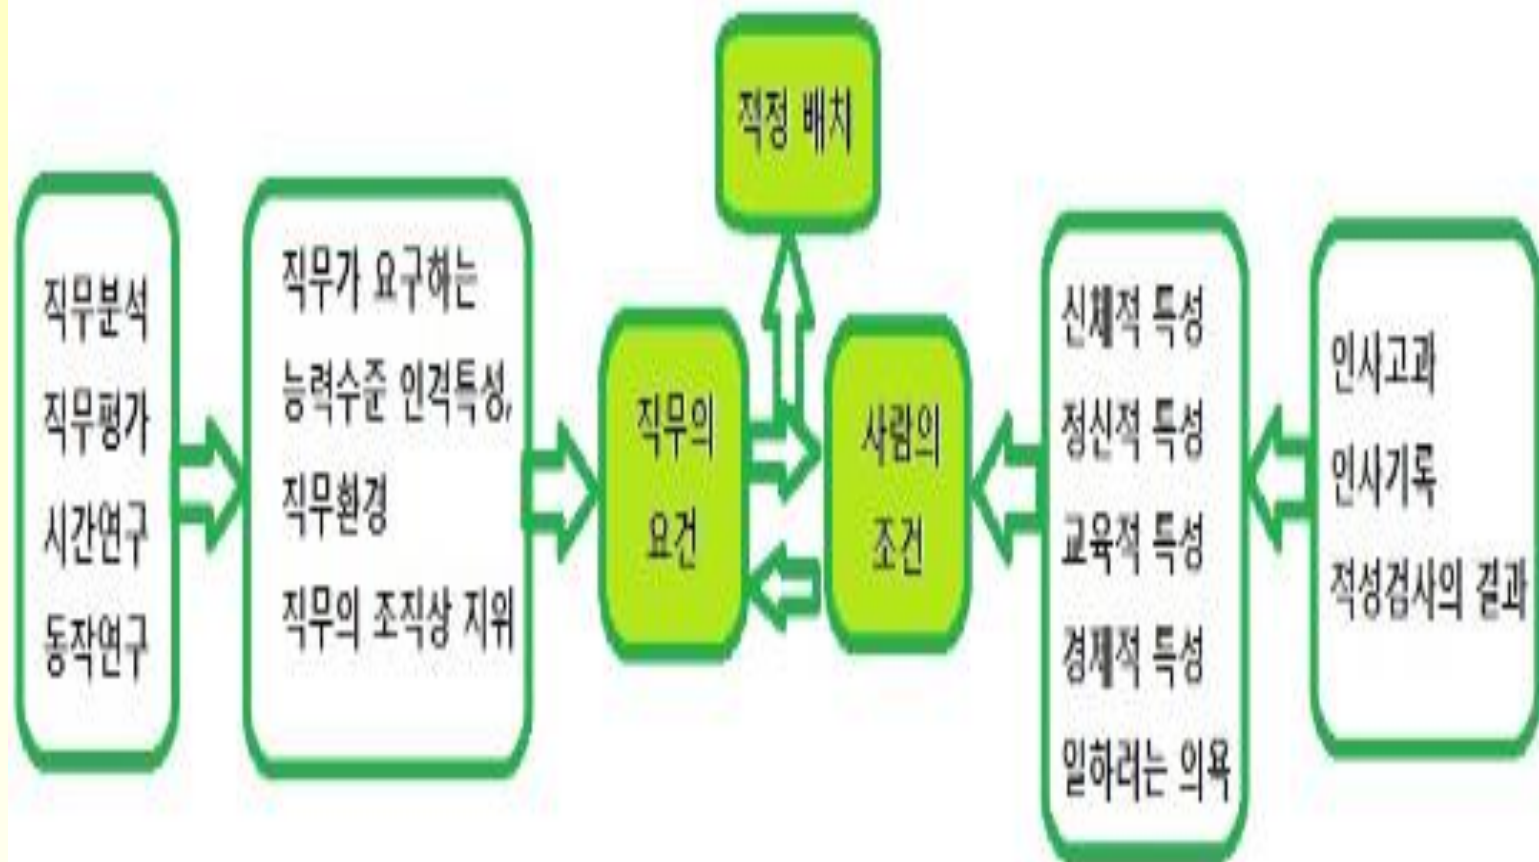 적정 배치
직무분석
직무평가
시간연구
동작연구
직무가 요구하는
능력수준 인격특성,
직무환경
직무의 조직상 지위
직무의
요건
사람의
조건
신체적 특성
정신적 특성
교육적 특성
경제적 특성
일하려는 의욕
인사고과
인사기록
적성검사의 결과